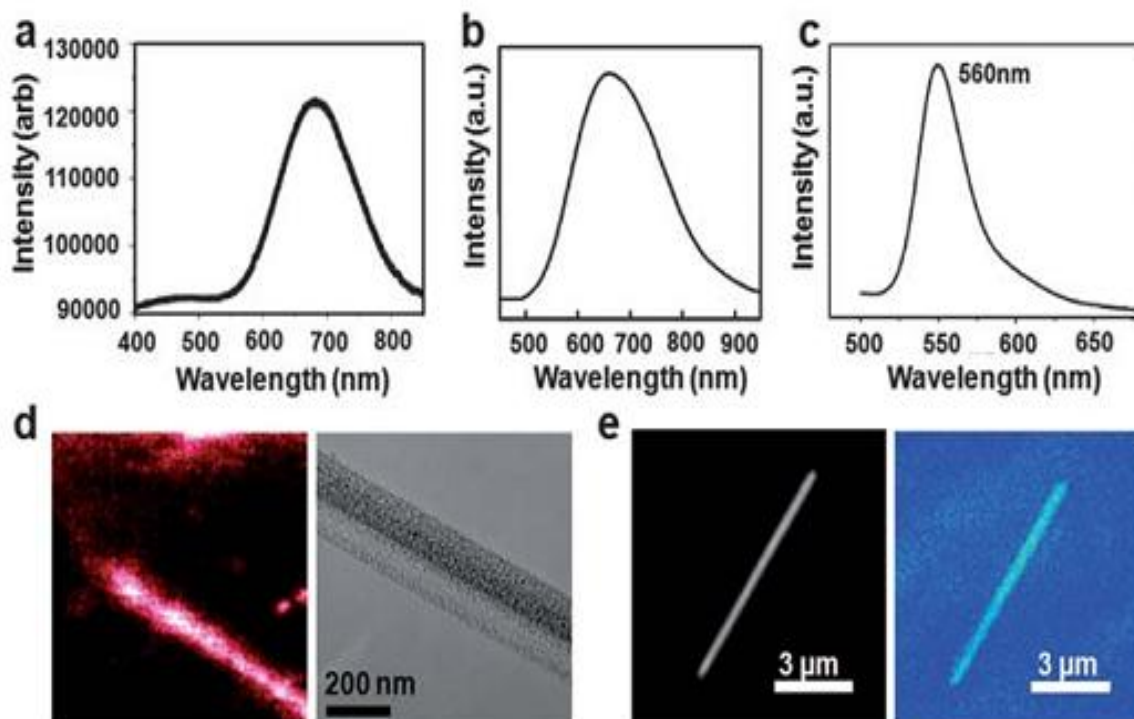 a
130000
120000
110000
100000
90000
Intensity (arb)
400 500 600 700 800
Wavelength (nm)
b
Intensity (a.u.)
500 600 700 800 900
Wavelength (nm)
c
560nm
Intensity (a.u.)
500 550 600 650
Wavelength (nm)
d
200 nm
e
3 µm
3 µm